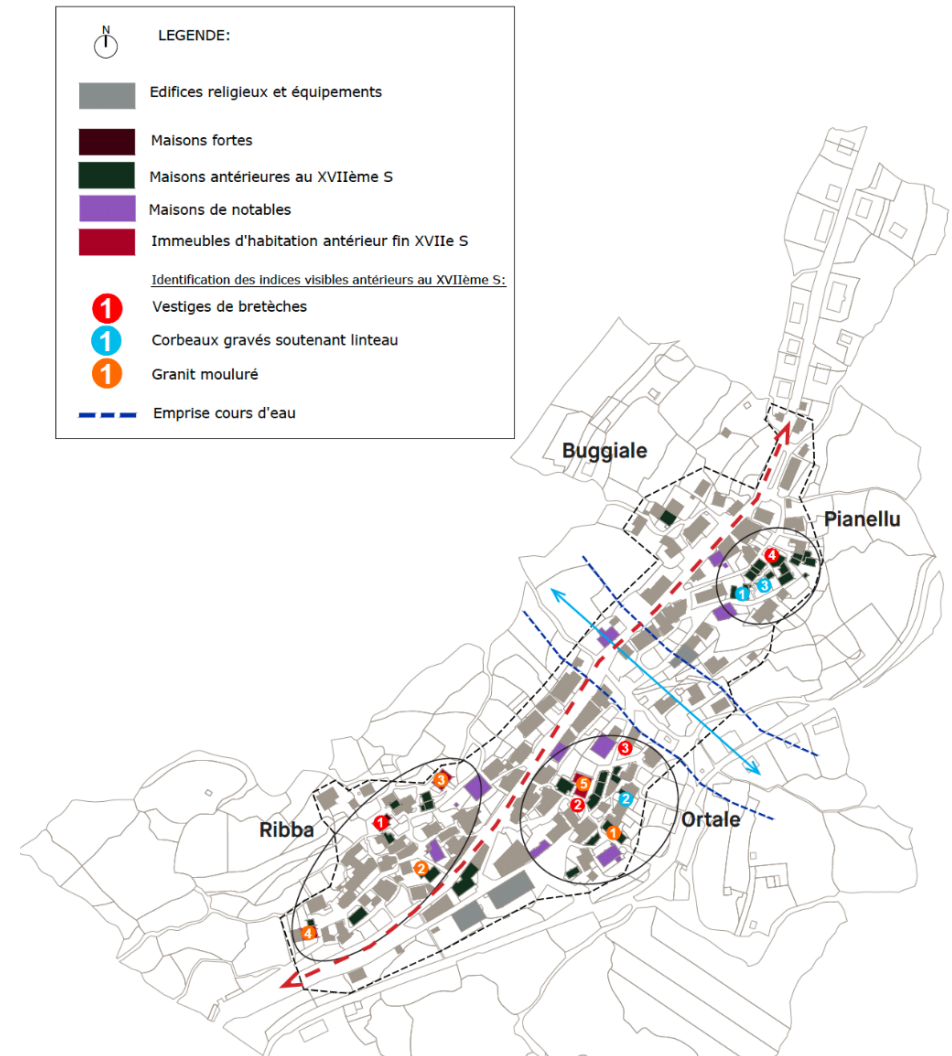 N
LEGENDE:
Edifices religieux et équipements
Maisons fortes
Maisons antérieures au XVIIème S
Maisons de notables
Immeubles d'habitation antérieur fin XVIIe S
Identification des indices visibles antérieurs au XVIIème S:
1 Vestiges de bretèches
1 Corbeaux gravés soutenant linteau
1 Granit mouluré
Emprise cours d'eau
Buggiale
Pianellu
4
3
1
3
5
2
2
Ortale
1
3
1
Ribba
2
4